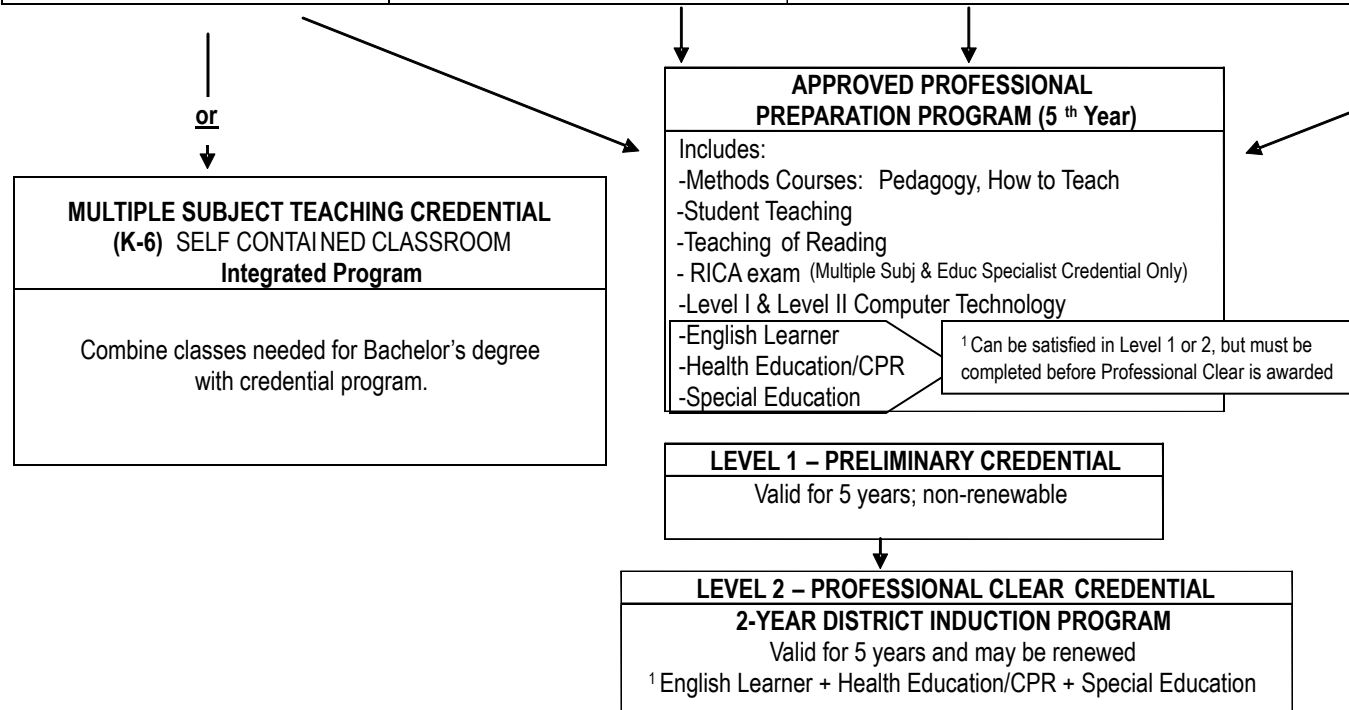 or
MULTIPLE SUBJECT TEACHING CREDENTIAL
(K-6) SELF CONTAINED CLASSROOM
Integrated Program
Combine classes needed for Bachelor's degree
with credential program.
APPROVED PROFESSIONAL
PREPARATION PROGRAM (5 th Year)
Includes:
-Methods Courses: Pedagogy, How to Teach
-Student Teaching
-Teaching of Reading
- RICA exam (Multiple Subj & Educ Specialist Credential Only)
-Level I & Level II Computer Technology
-English Learner
-Health Education/CPR
-Special Education
1 Can be satisfied in Level 1 or 2, but must be
completed before Professional Clear is awarded
LEVEL 1 – PRELIMINARY CREDENTIAL
Valid for 5 years; non-renewable
LEVEL 2 – PROFESSIONAL CLEAR CREDENTIAL
2-YEAR DISTRICT INDUCTION PROGRAM
Valid for 5 years and may be renewed
1 English Learner + Health Education/CPR + Special Education